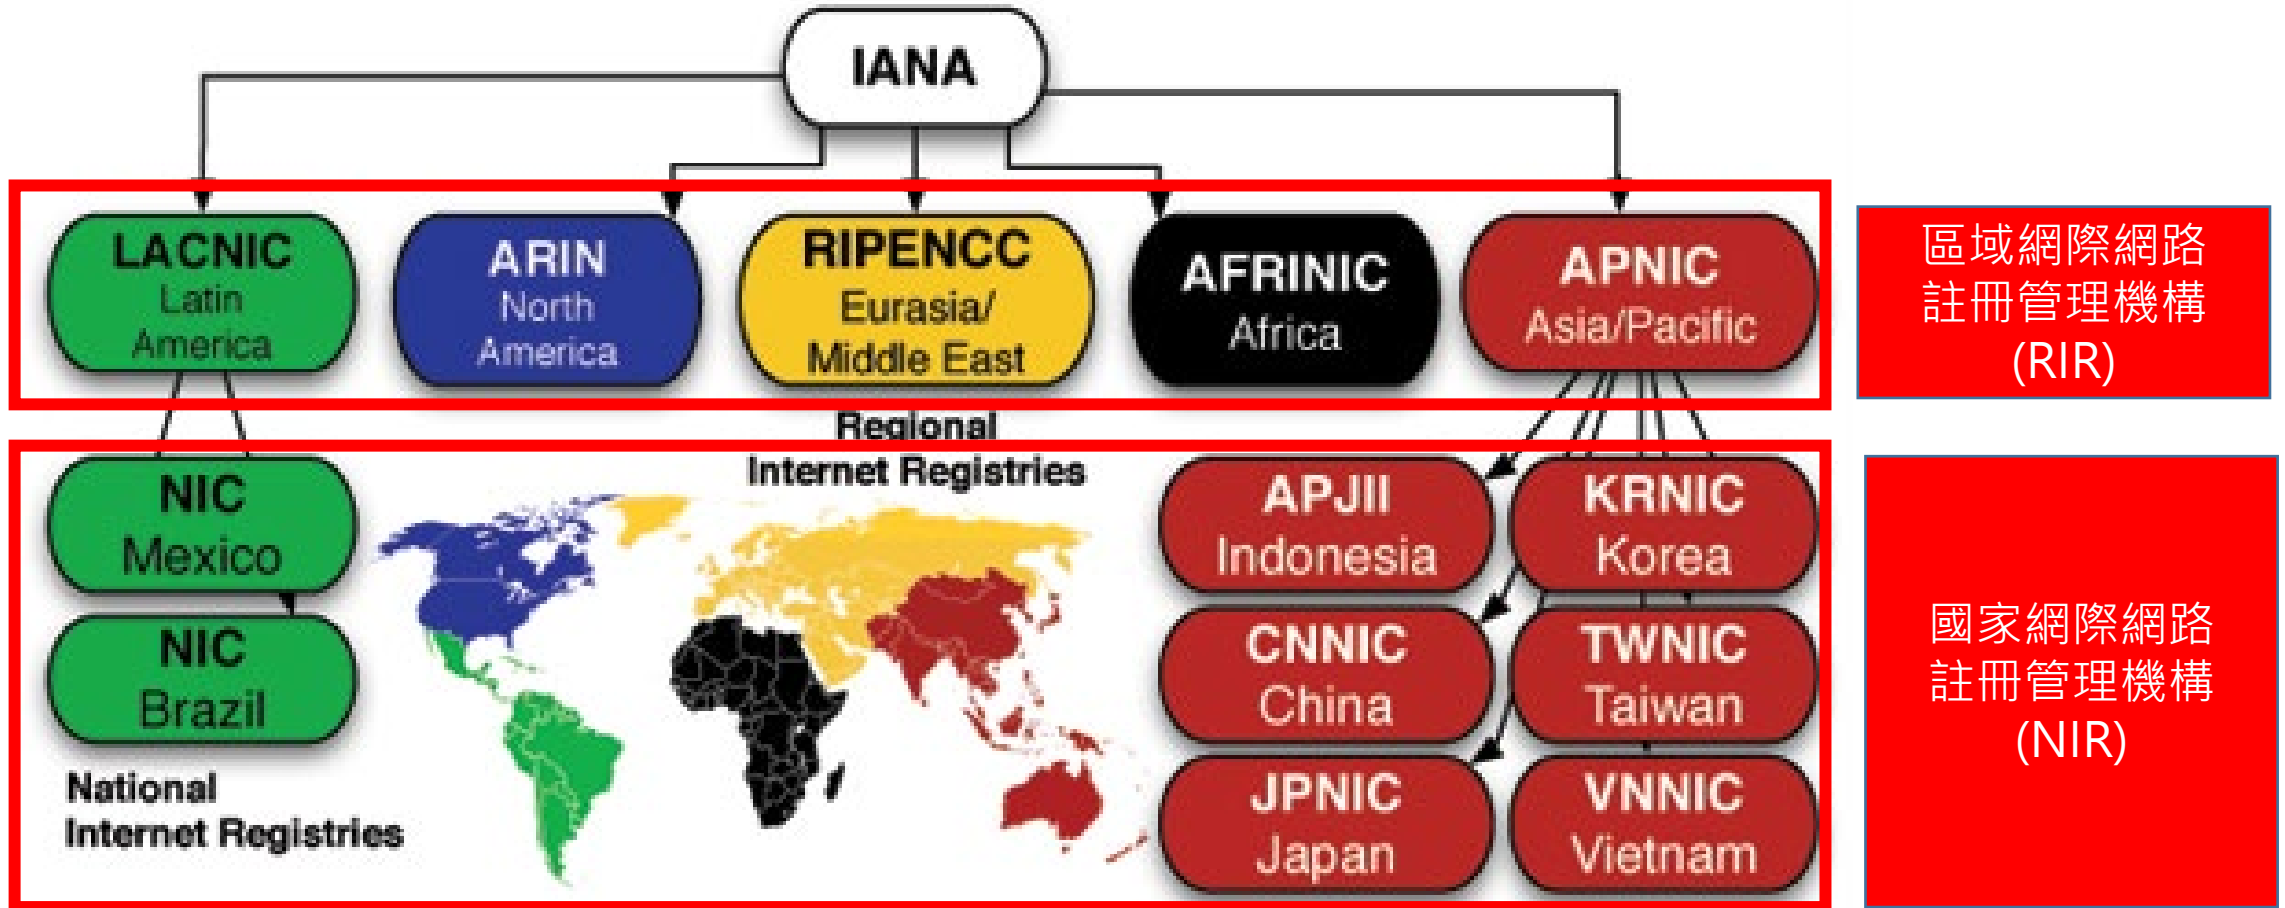 IANA
LACNIC
Latin
America
ARIN
North
America
RIPENCC
Eurasia/
Middle East
AFRINIC
Africa
APNIC
Asia/Pacific
區域網際網路
註冊管理機構
(RIR)
Regional
Internet Registries
NIC
Mexico
NIC
Brazil
National
Internet Registries
APJII
Indonesia
KRNIC
Korea
CNNIC
China
TWNIC
Taiwan
JPNIC
Japan
VNNIC
Vietnam
國家網際網路
註冊管理機構
(NIR)